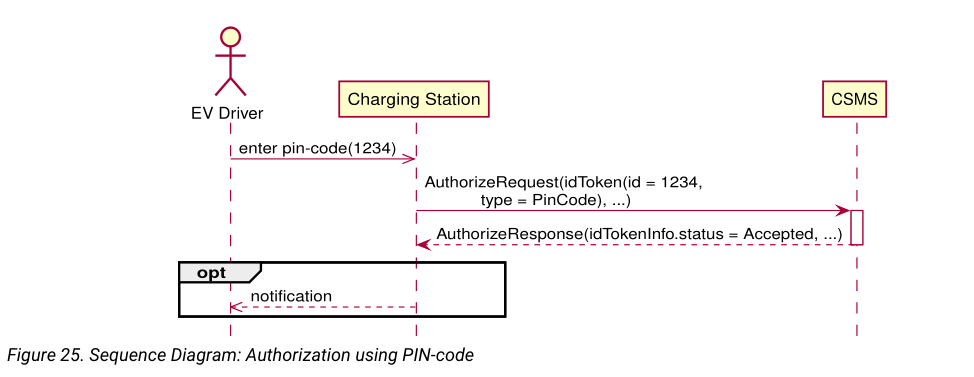 EV Driver
Charging Station
CSMS
enter pin-code(1234)
AuthorizeRequest(idToken(id = 1234,
type = PinCode), ...)
AuthorizeResponse(idTokenInfo.status = Accepted, ...)
opt
notification
Figure 25. Sequence Diagram: Authorization using PIN-code